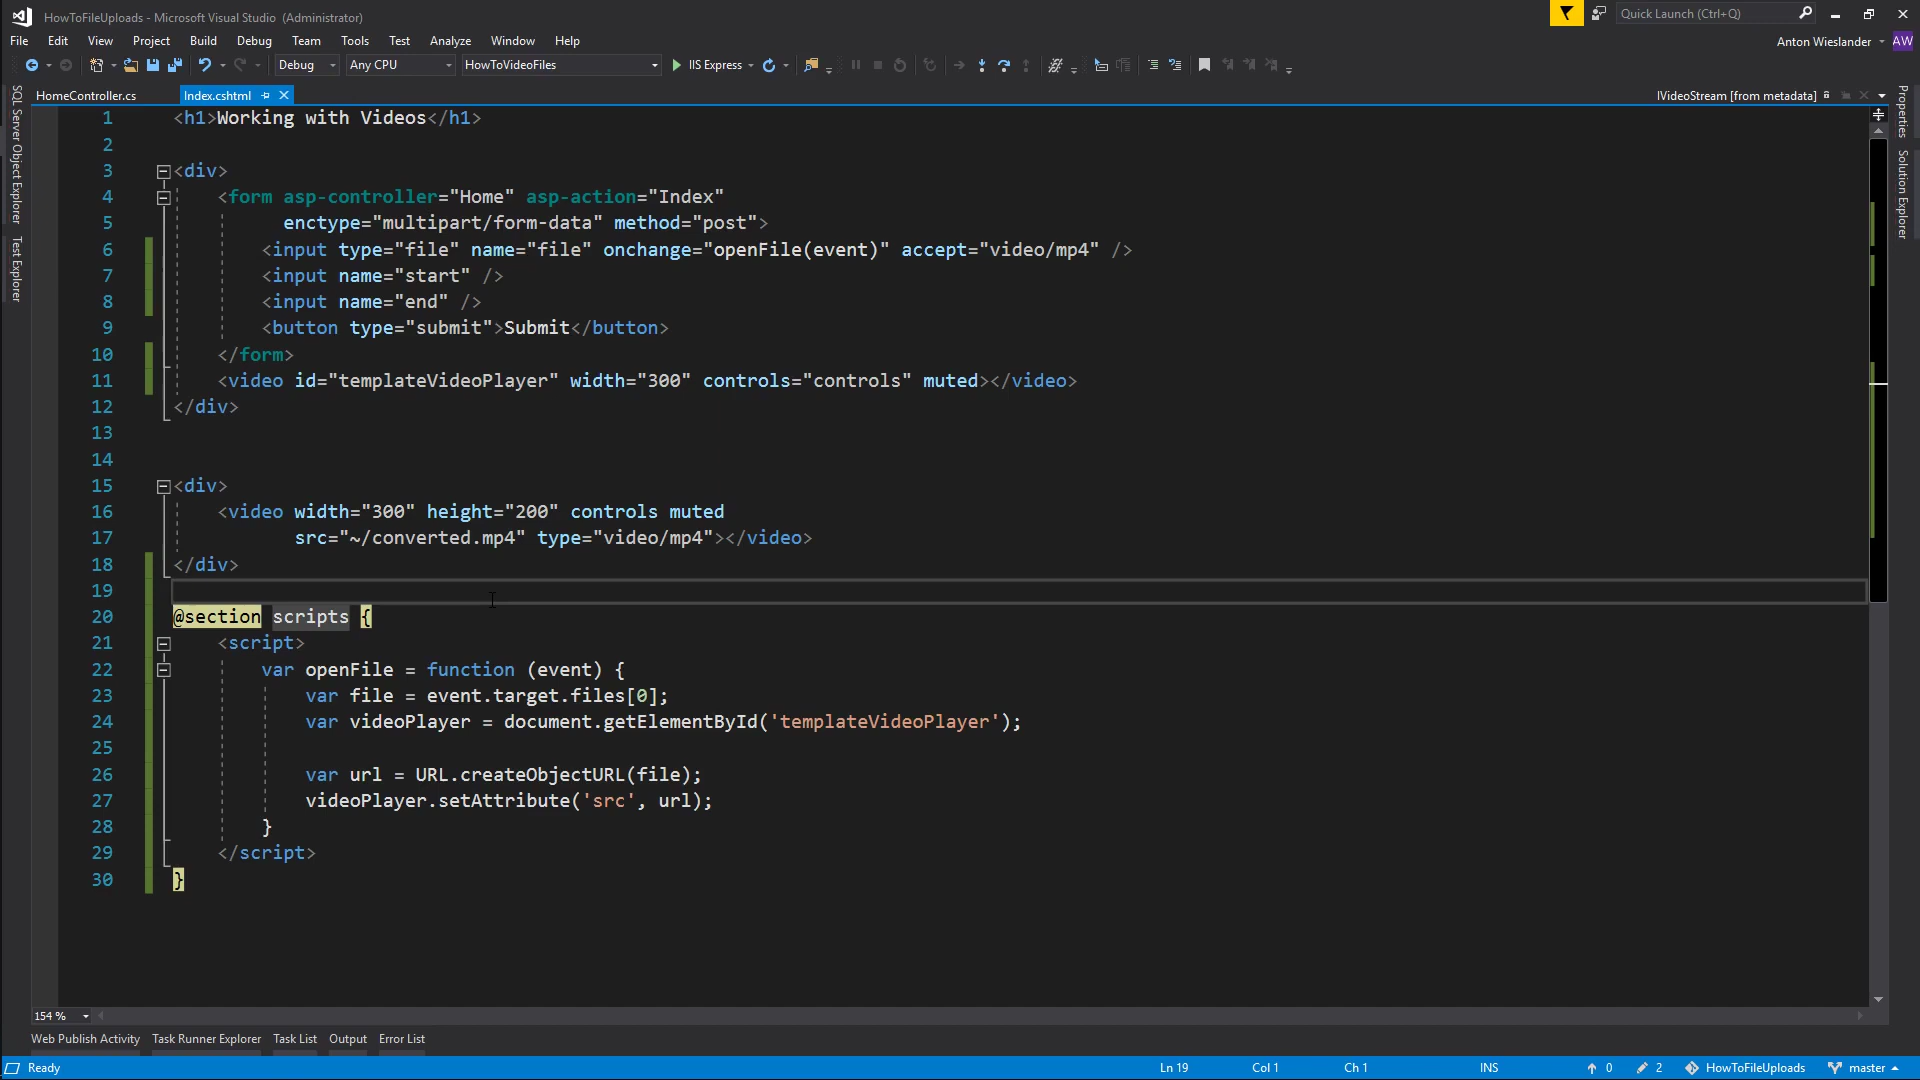 HowToFileUploads - Microsoft Visual Studio (Administrator)
Quick Launch (Ctrl+Q)
File Edit View Project Build Debug Team Tools Test Analyze Window Help
Anton Wieslander AW
Debug Any CPU HowToVideoFiles IIS Express
HomeController.cs Index.cshtml IVideoStream [from metadata]
SQL Server Object Explorer
Test Explorer
Properties
Solution Explorer
1 <h1>Working with Videos</h1>
2
3 <div>
4 <form asp-controller="Home" asp-action="Index"
5 enctype="multipart/form-data" method="post">
6 <input type="file" name="file" onchange="openFile(event)" accept="video/mp4" />
7 <input name="start" />
8 <input name="end" />
9 <button type="submit">Submit</button>
10 </form>
11 <video id="templateVideoPlayer" width="300" controls="controls" muted></video>
12 </div>
13
14
15 <div>
16 <video width="300" height="200" controls muted
17 src="~/converted.mp4" type="video/mp4"></video>
18 </div>
19
20 @section scripts {
21 <script>
22 var openFile = function (event) {
23 var file = event.target.files[0];
24 var videoPlayer = document.getElementById('templateVideoPlayer');
25
26 var url = URL.createObjectURL(file);
27 videoPlayer.setAttribute('src', url);
28 }
29 </script>
30 }
154 %
Web Publish Activity Task Runner Explorer Task List Output Error List
Ready Ln 19 Col 1 Ch 1 INS 0 2 HowToFileUploads master